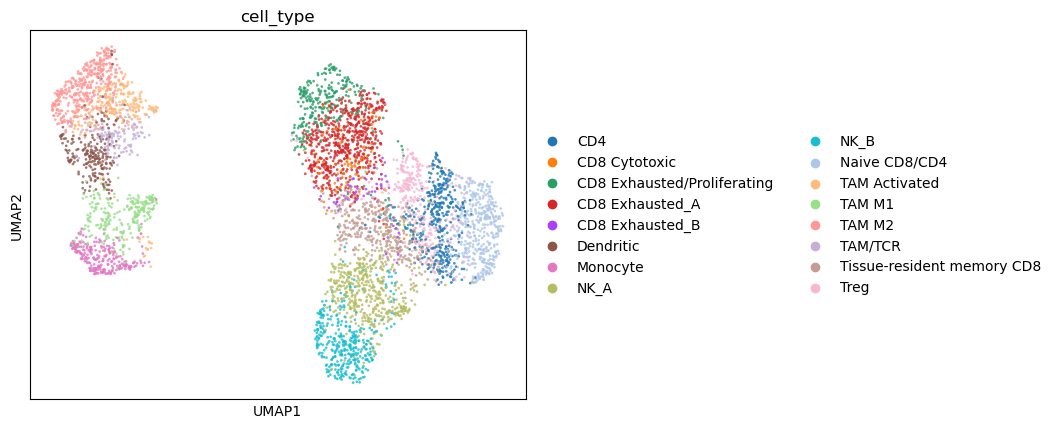 cell_type
UMAP2
UMAP1
CD4
CD8 Cytotoxic
CD8 Exhausted/Proliferating
CD8 Exhausted_A
CD8 Exhausted_B
Dendritic
Monocyte
NK_A
NK_B
Naive CD8/CD4
TAM Activated
TAM M1
TAM M2
TAM/TCR
Tissue-resident memory CD8
Treg